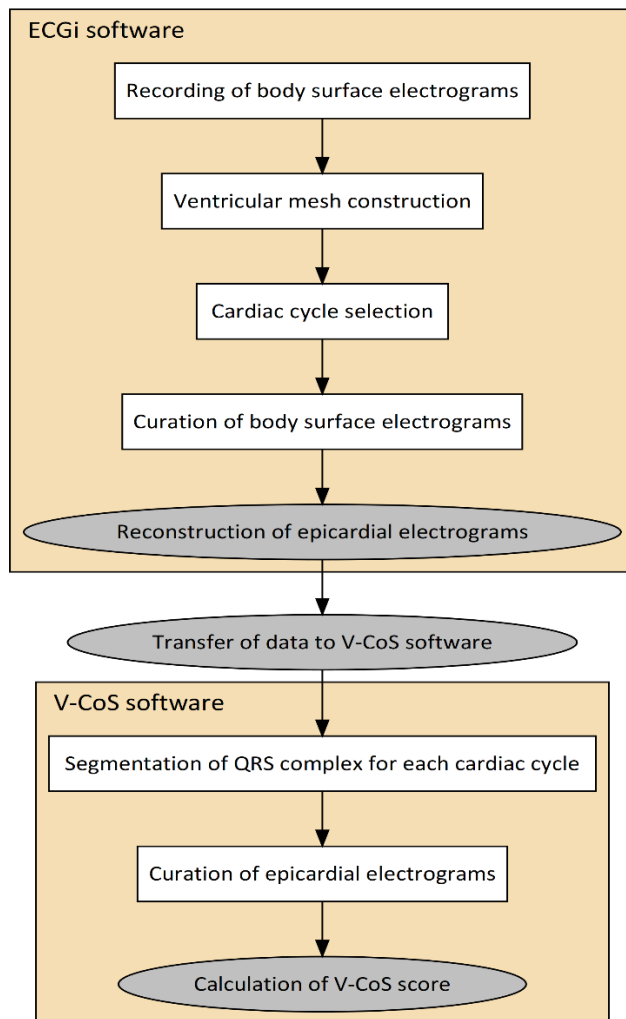 ECGi software
Recording of body surface electrograms
Ventricular mesh construction
Cardiac cycle selection
Curation of body surface electrograms
Reconstruction of epicardial electrograms
Transfer of data to V-CoS software
V-CoS software
Segmentation of QRS complex for each cardiac cycle
Curation of epicardial electrograms
Calculation of V-CoS score